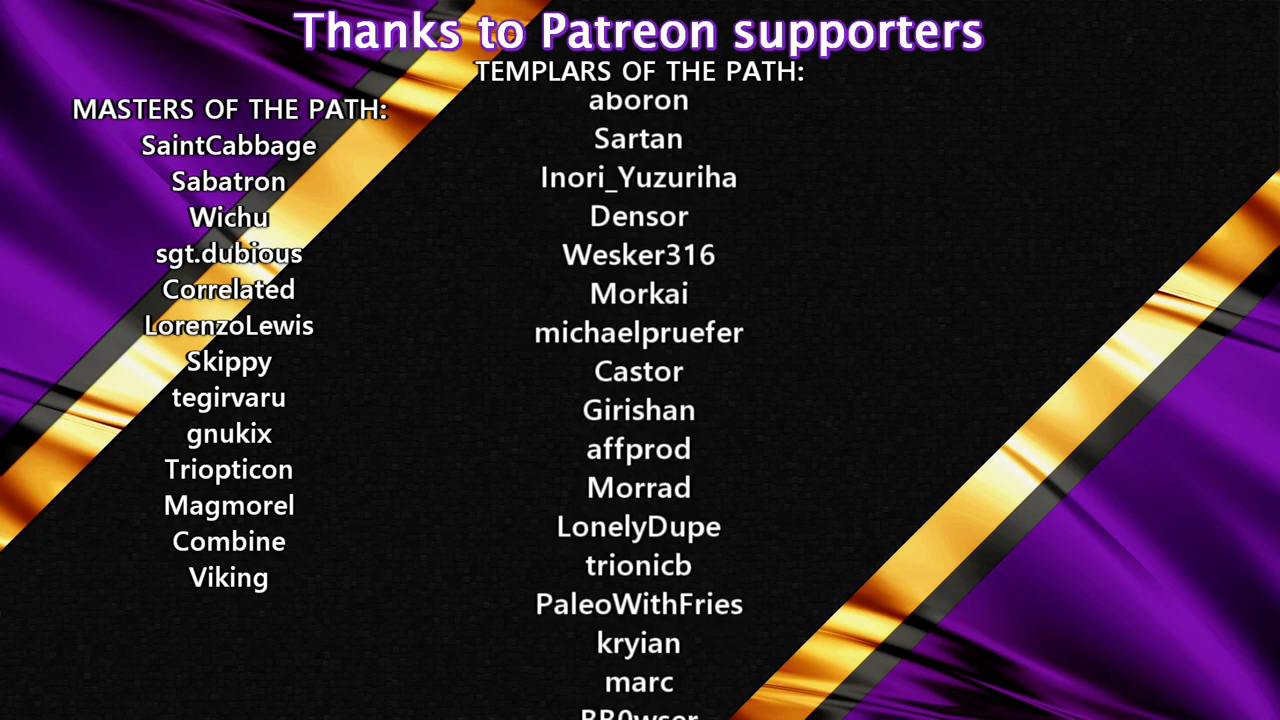 Thanks to Patreon supporters
MASTERS OF THE PATH:
SaintCabbage
Sabatron
Wichu
sgt.dubious
Correlated
LorenzoLewis
Skippy
tegirvaru
gnukix
Triopticon
Magmorel
Combine
Viking
TEMPLARS OF THE PATH:
aboron
Sartan
Inori_Yuzuriha
Densor
Wesker316
Morkai
michaelpruefer
Castor
Girishan
affprod
Morrad
LonelyDupe
trionicb
PaleoWithFries
kryian
marc